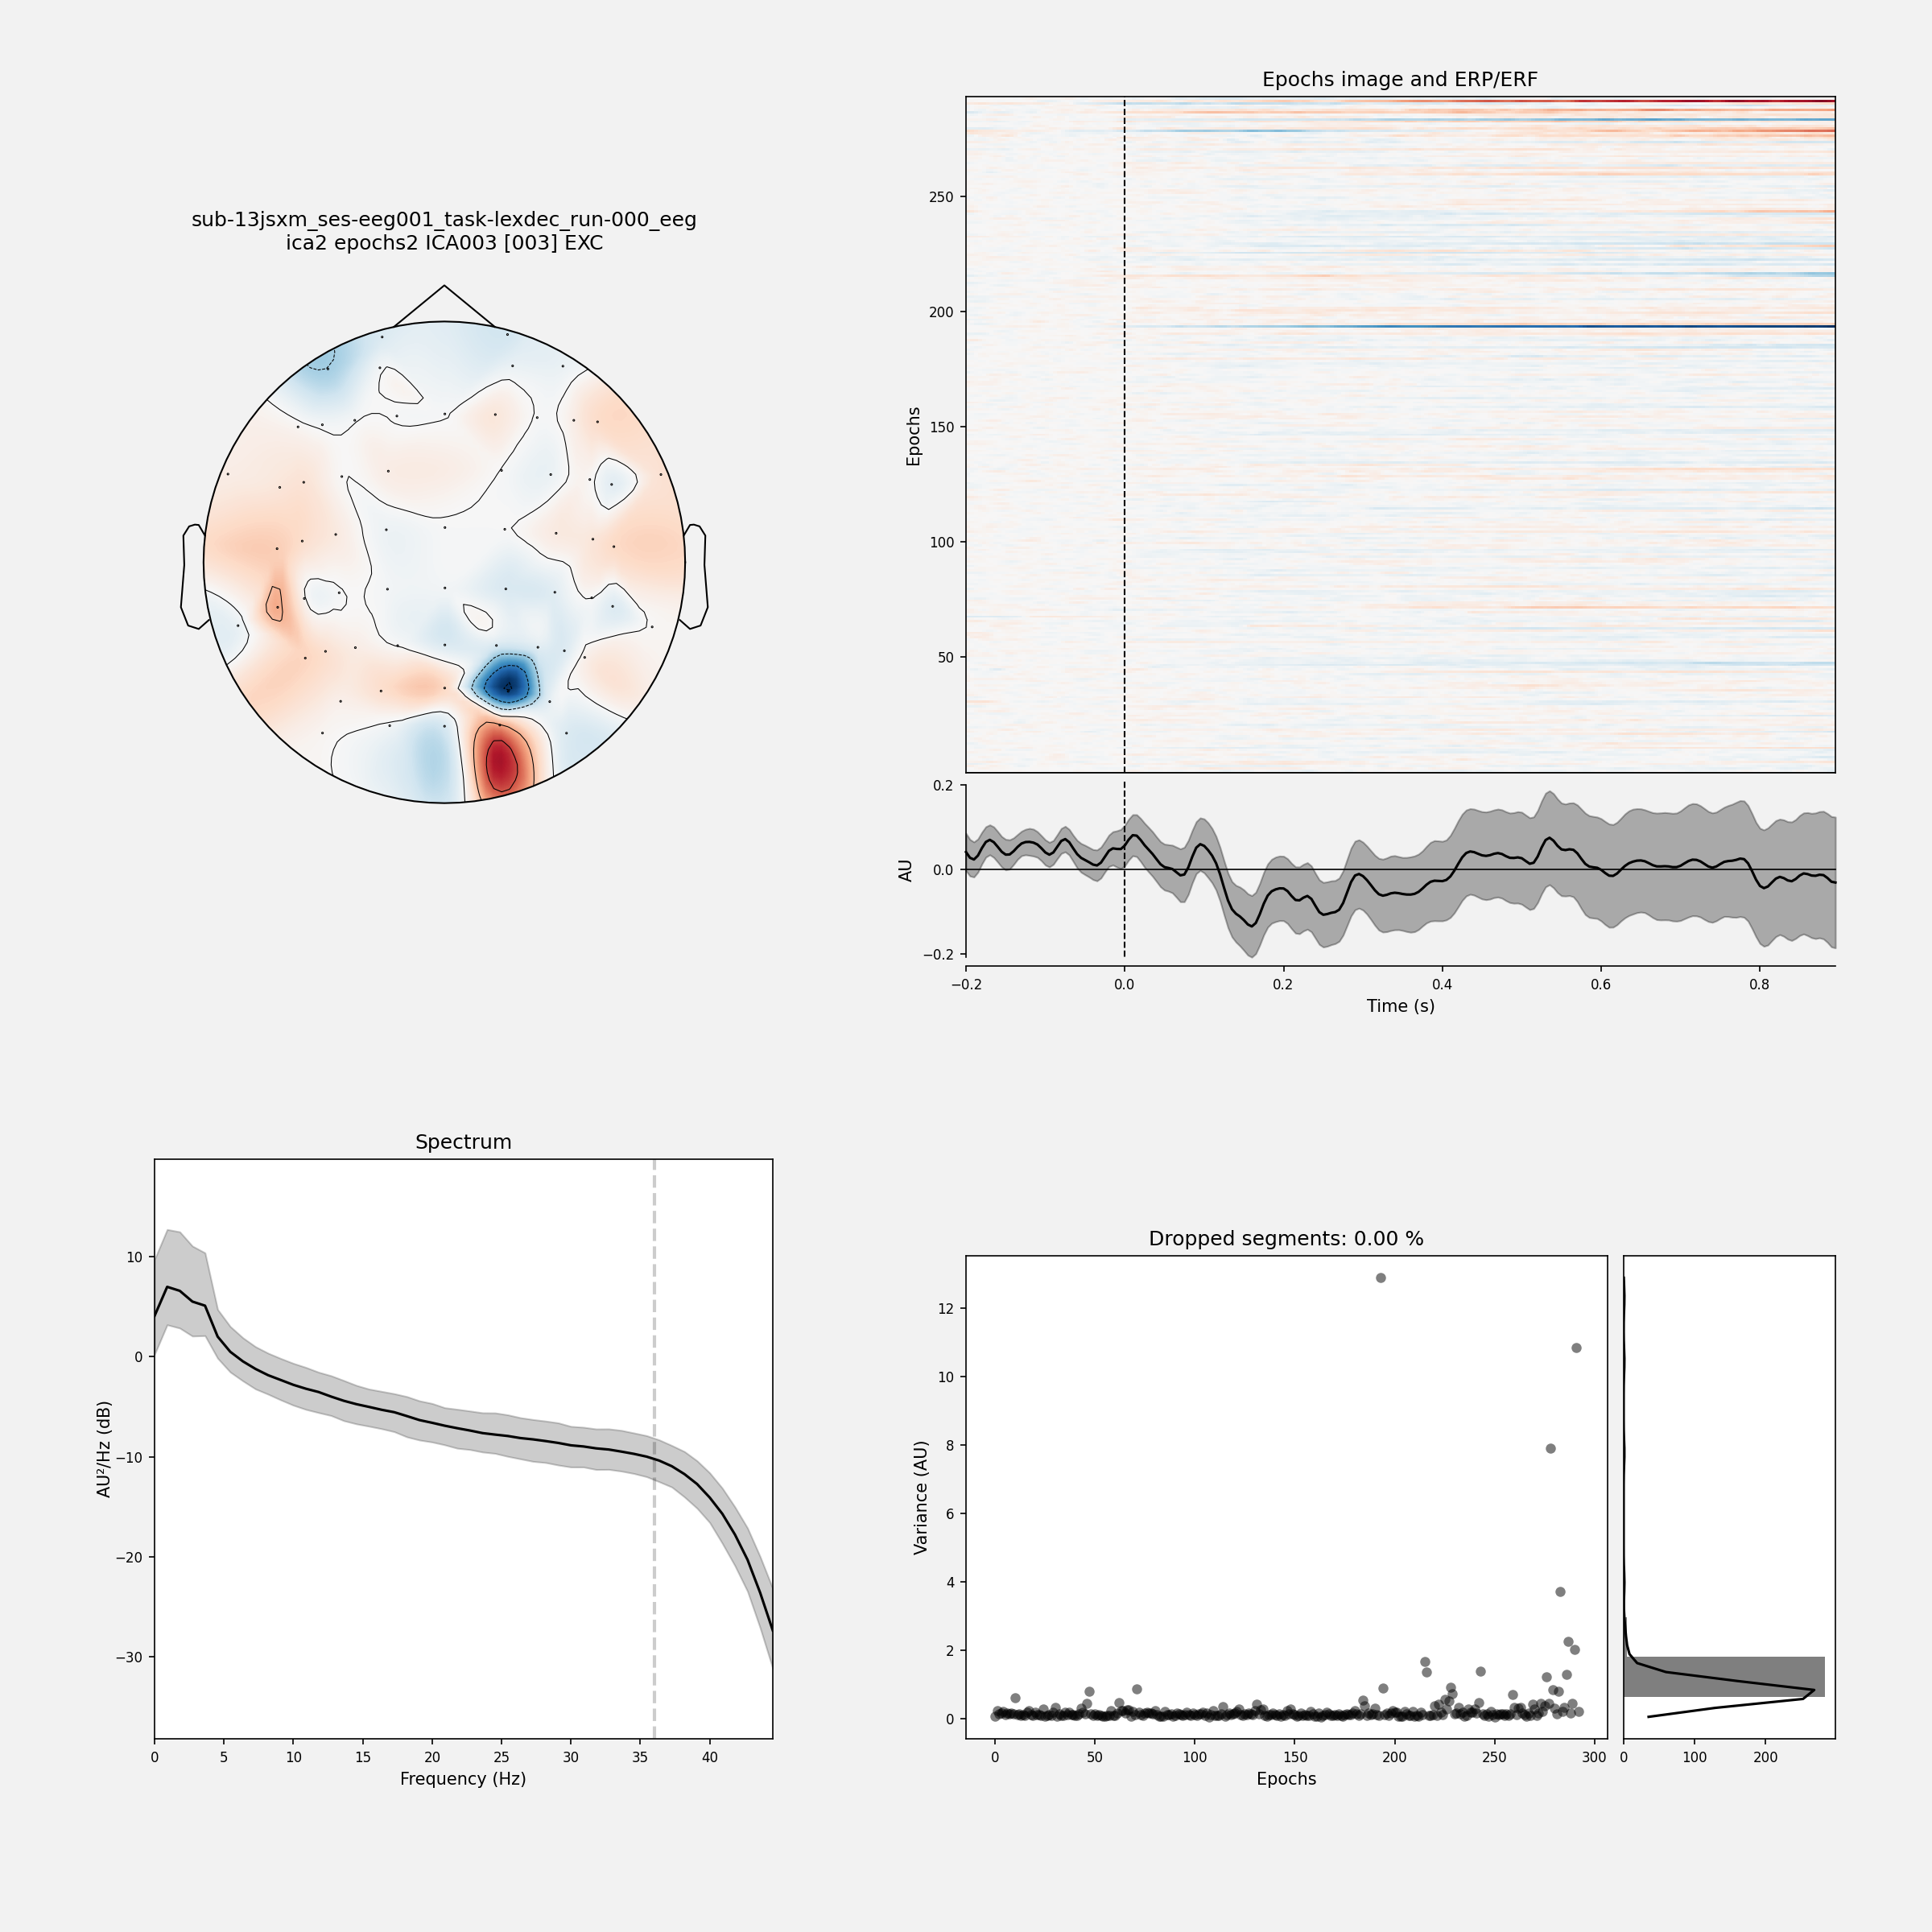 sub-13jsxm_ses-eeg001_task-lexdec_run-000_eeg
ica2 epochs2 ICA003 [003] EXC
Epochs image and ERP/ERF
Epochs
250
200
150
100
50
AU
0.2
0.0
−0.2
−0.2 0.0 0.2 0.4 0.6 0.8
Time (s)
Spectrum
AU²/Hz (dB)
10
0
−10
−20
−30
0 5 10 15 20 25 30 35 40
Frequency (Hz)
Dropped segments: 0.00 %
Variance (AU)
12
10
8
6
4
2
0
0 50 100 150 200 250 300
Epochs
0 100 200